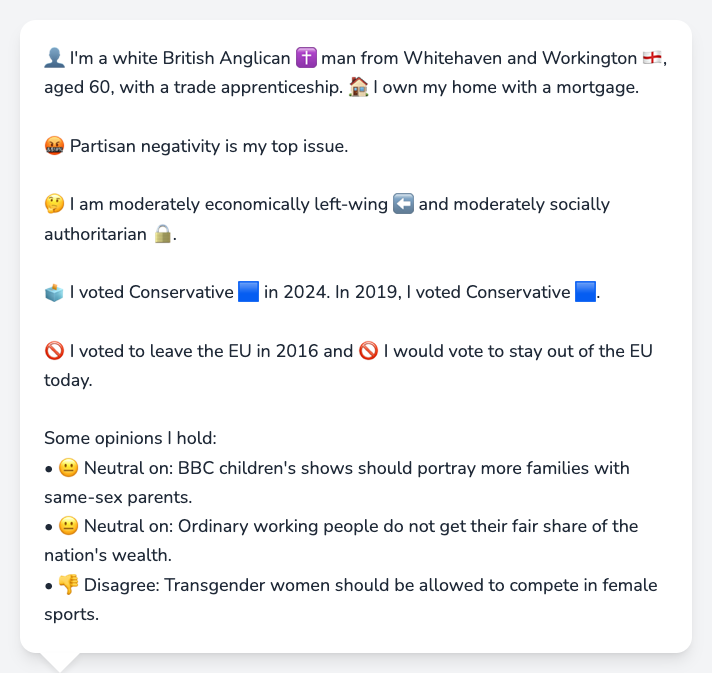 👤 I'm a white British Anglican ✝️ man from Whitehaven and Workington 🏴󠁧󠁢󠁥󠁮󠁧󠁿,
aged 60, with a trade apprenticeship. 🏠 I own my home with a mortgage.
🤬 Partisan negativity is my top issue.
🤔 I am moderately economically left-wing ⬅️ and moderately socially
authoritarian 🔒.
🗳️ I voted Conservative 🟦 in 2024. In 2019, I voted Conservative 🟦.
🚫 I voted to leave the EU in 2016 and 🚫 I would vote to stay out of the EU
today.
Some opinions I hold:
• 😐 Neutral on: BBC children's shows should portray more families with
same-sex parents.
• 😐 Neutral on: Ordinary working people do not get their fair share of the
nation's wealth.
• 👎 Disagree: Transgender women should be allowed to compete in female
sports.